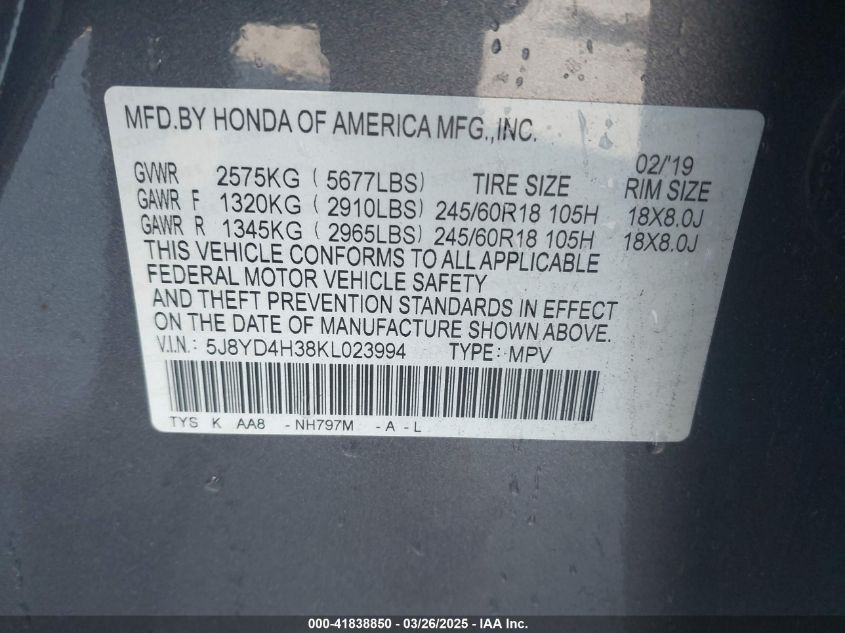 MFD.BY HONDA OF AMERICA MFG.,INC.
02/'19
GVWR 2575KG ( 5677LBS) TIRE SIZE RIM SIZE
GAWR F 1320KG ( 2910LBS) 245/60R18 105H 18X8.0J
GAWR R 1345KG ( 2965LBS) 245/60R18 105H 18X8.0J
THIS VEHICLE CONFORMS TO ALL APPLICABLE
FEDERAL MOTOR VEHICLE SAFETY
AND THEFT PREVENTION STANDARDS IN EFFECT
ON THE DATE OF MANUFACTURE SHOWN ABOVE.
V.I.N.: 5J8YD4H38KL023994 TYPE: MPV
TYS K AA8 -NH797M -A -L
000-41838850 - 03/26/2025 - IAA Inc.